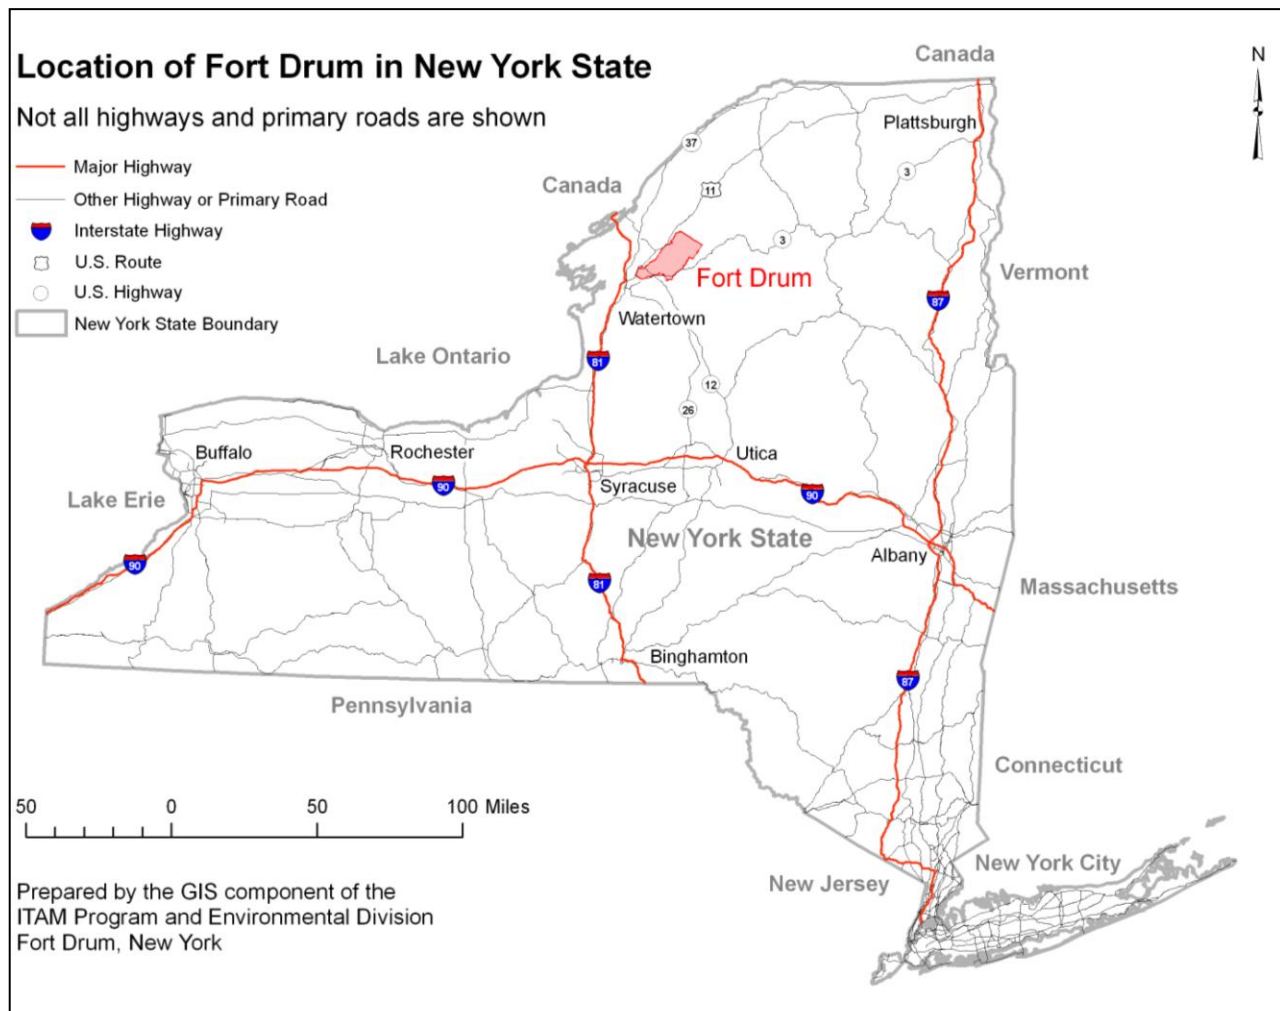 Location of Fort Drum in New York State
Not all highways and primary roads are shown
Major Highway
Other Highway or Primary Road
Interstate Highway
U.S. Route
U.S. Highway
New York State Boundary
Canada
N
Plattsburgh
37
3
Canada
11
3
Fort Drum
Vermont
87
Watertown
Lake Ontario
81
12
26
Buffalo
Rochester
Utica
90
Syracuse
90
Lake Erie
New York State
Albany
90
81
Massachusetts
Binghamton
87
Pennsylvania
Connecticut
50 0 50 100 Miles
New York City
New Jersey
Prepared by the GIS component of the
ITAM Program and Environmental Division
Fort Drum, New York